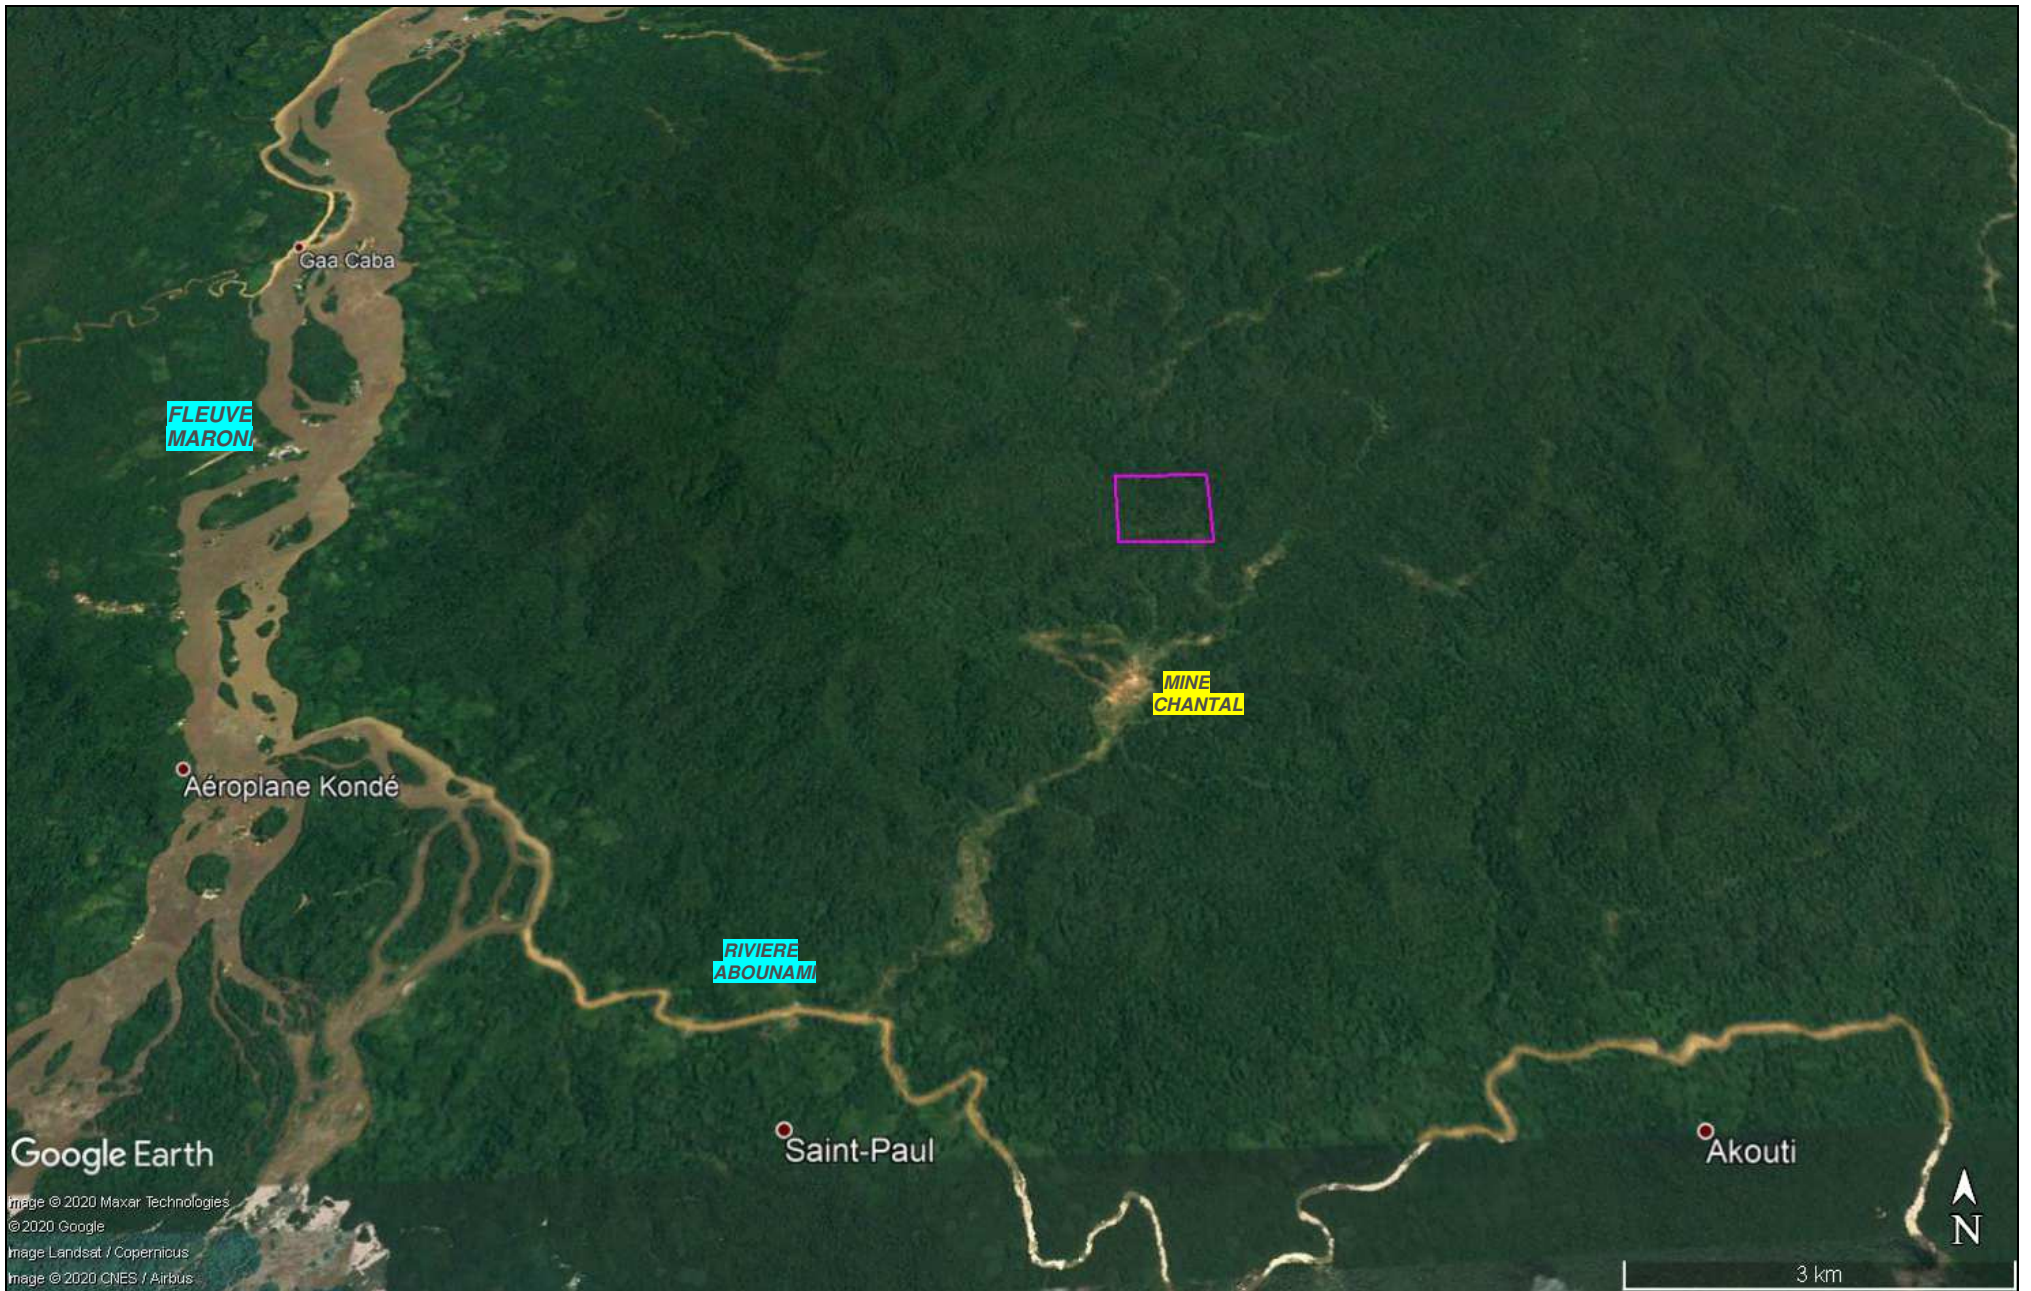 Gaa Caba
FLEUVE
MARONI
MINE
CHANTAL
Aéroplane Kondé
RIVIERE
ABOUNAMI
Saint-Paul
Akouti
Google Earth
Image © 2020 Maxar Technologies
© 2020 Google
Image Landsat / Copernicus
Image © 2020 CNES / Airbus
N
3 km